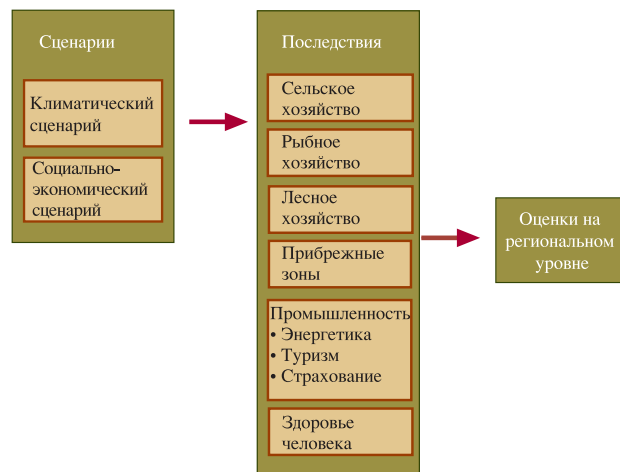 Сценарии
Климатический
сценарий
Социально-
экономический
сценарий
Последствия
Сельское
хозяйство
Рыбное
хозяйство
Лесное
хозяйство
Прибрежные
зоны
Промышленность
• Энергетика
• Туризм
• Страхование
Здоровье
человека
Оценки на
региональном
уровне